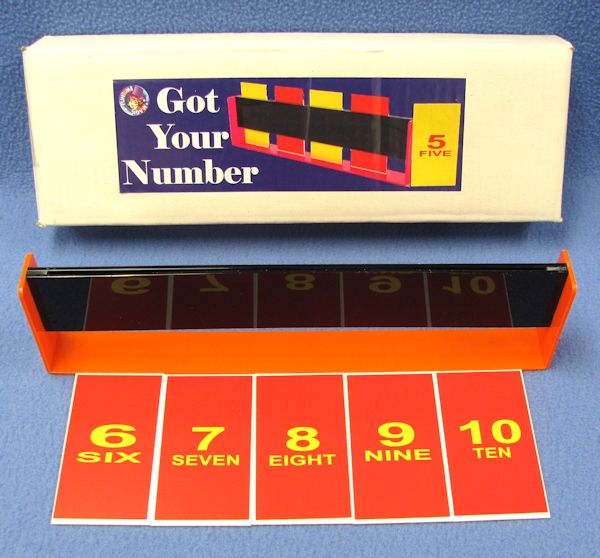 Got
Your
Number
5
FIVE
6
SIX
7
SEVEN
8
EIGHT
9
NINE
10
TEN